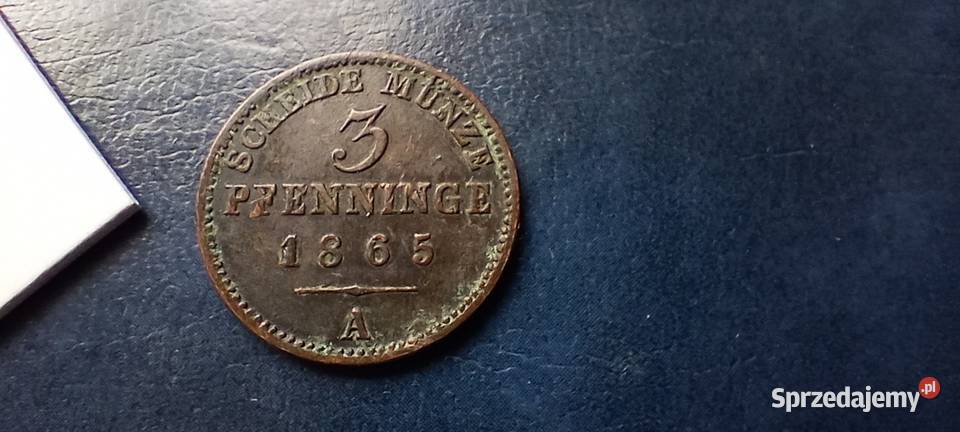 SCHEIDE MÜNZE
3
PFENNINGE
1865
A
Sprzedajemy.pl